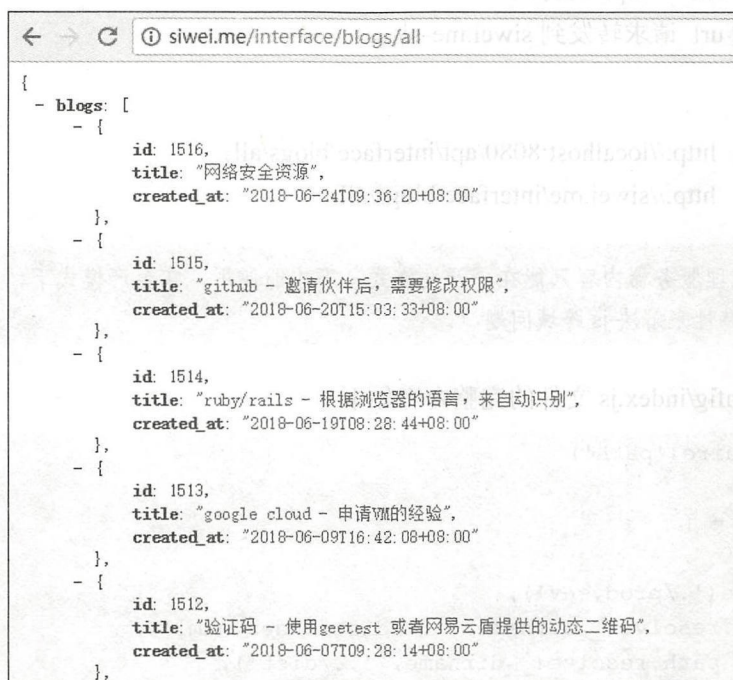 siwei.me/interface/blogs/all
{
- blogs: [
- {
id: 1516,
title: "网络安全资源",
created_at: "2018-06-24T09:36:20+08:00"
},
- {
id: 1515,
title: "github - 邀请伙伴后，需要修改权限",
created_at: "2018-06-20T15:03:33+08:00"
},
- {
id: 1514,
title: "ruby/rails - 根据浏览器的语言，来自动识别",
created_at: "2018-06-19T08:28:44+08:00"
},
- {
id: 1513,
title: "google cloud - 申请VM的经验",
created_at: "2018-06-09T16:42:08+08:00"
},
- {
id: 1512,
title: "验证码 - 使用geetest 或者网易云盾提供的动态二维码",
created_at: "2018-06-07T09:28:14+08:00"
},